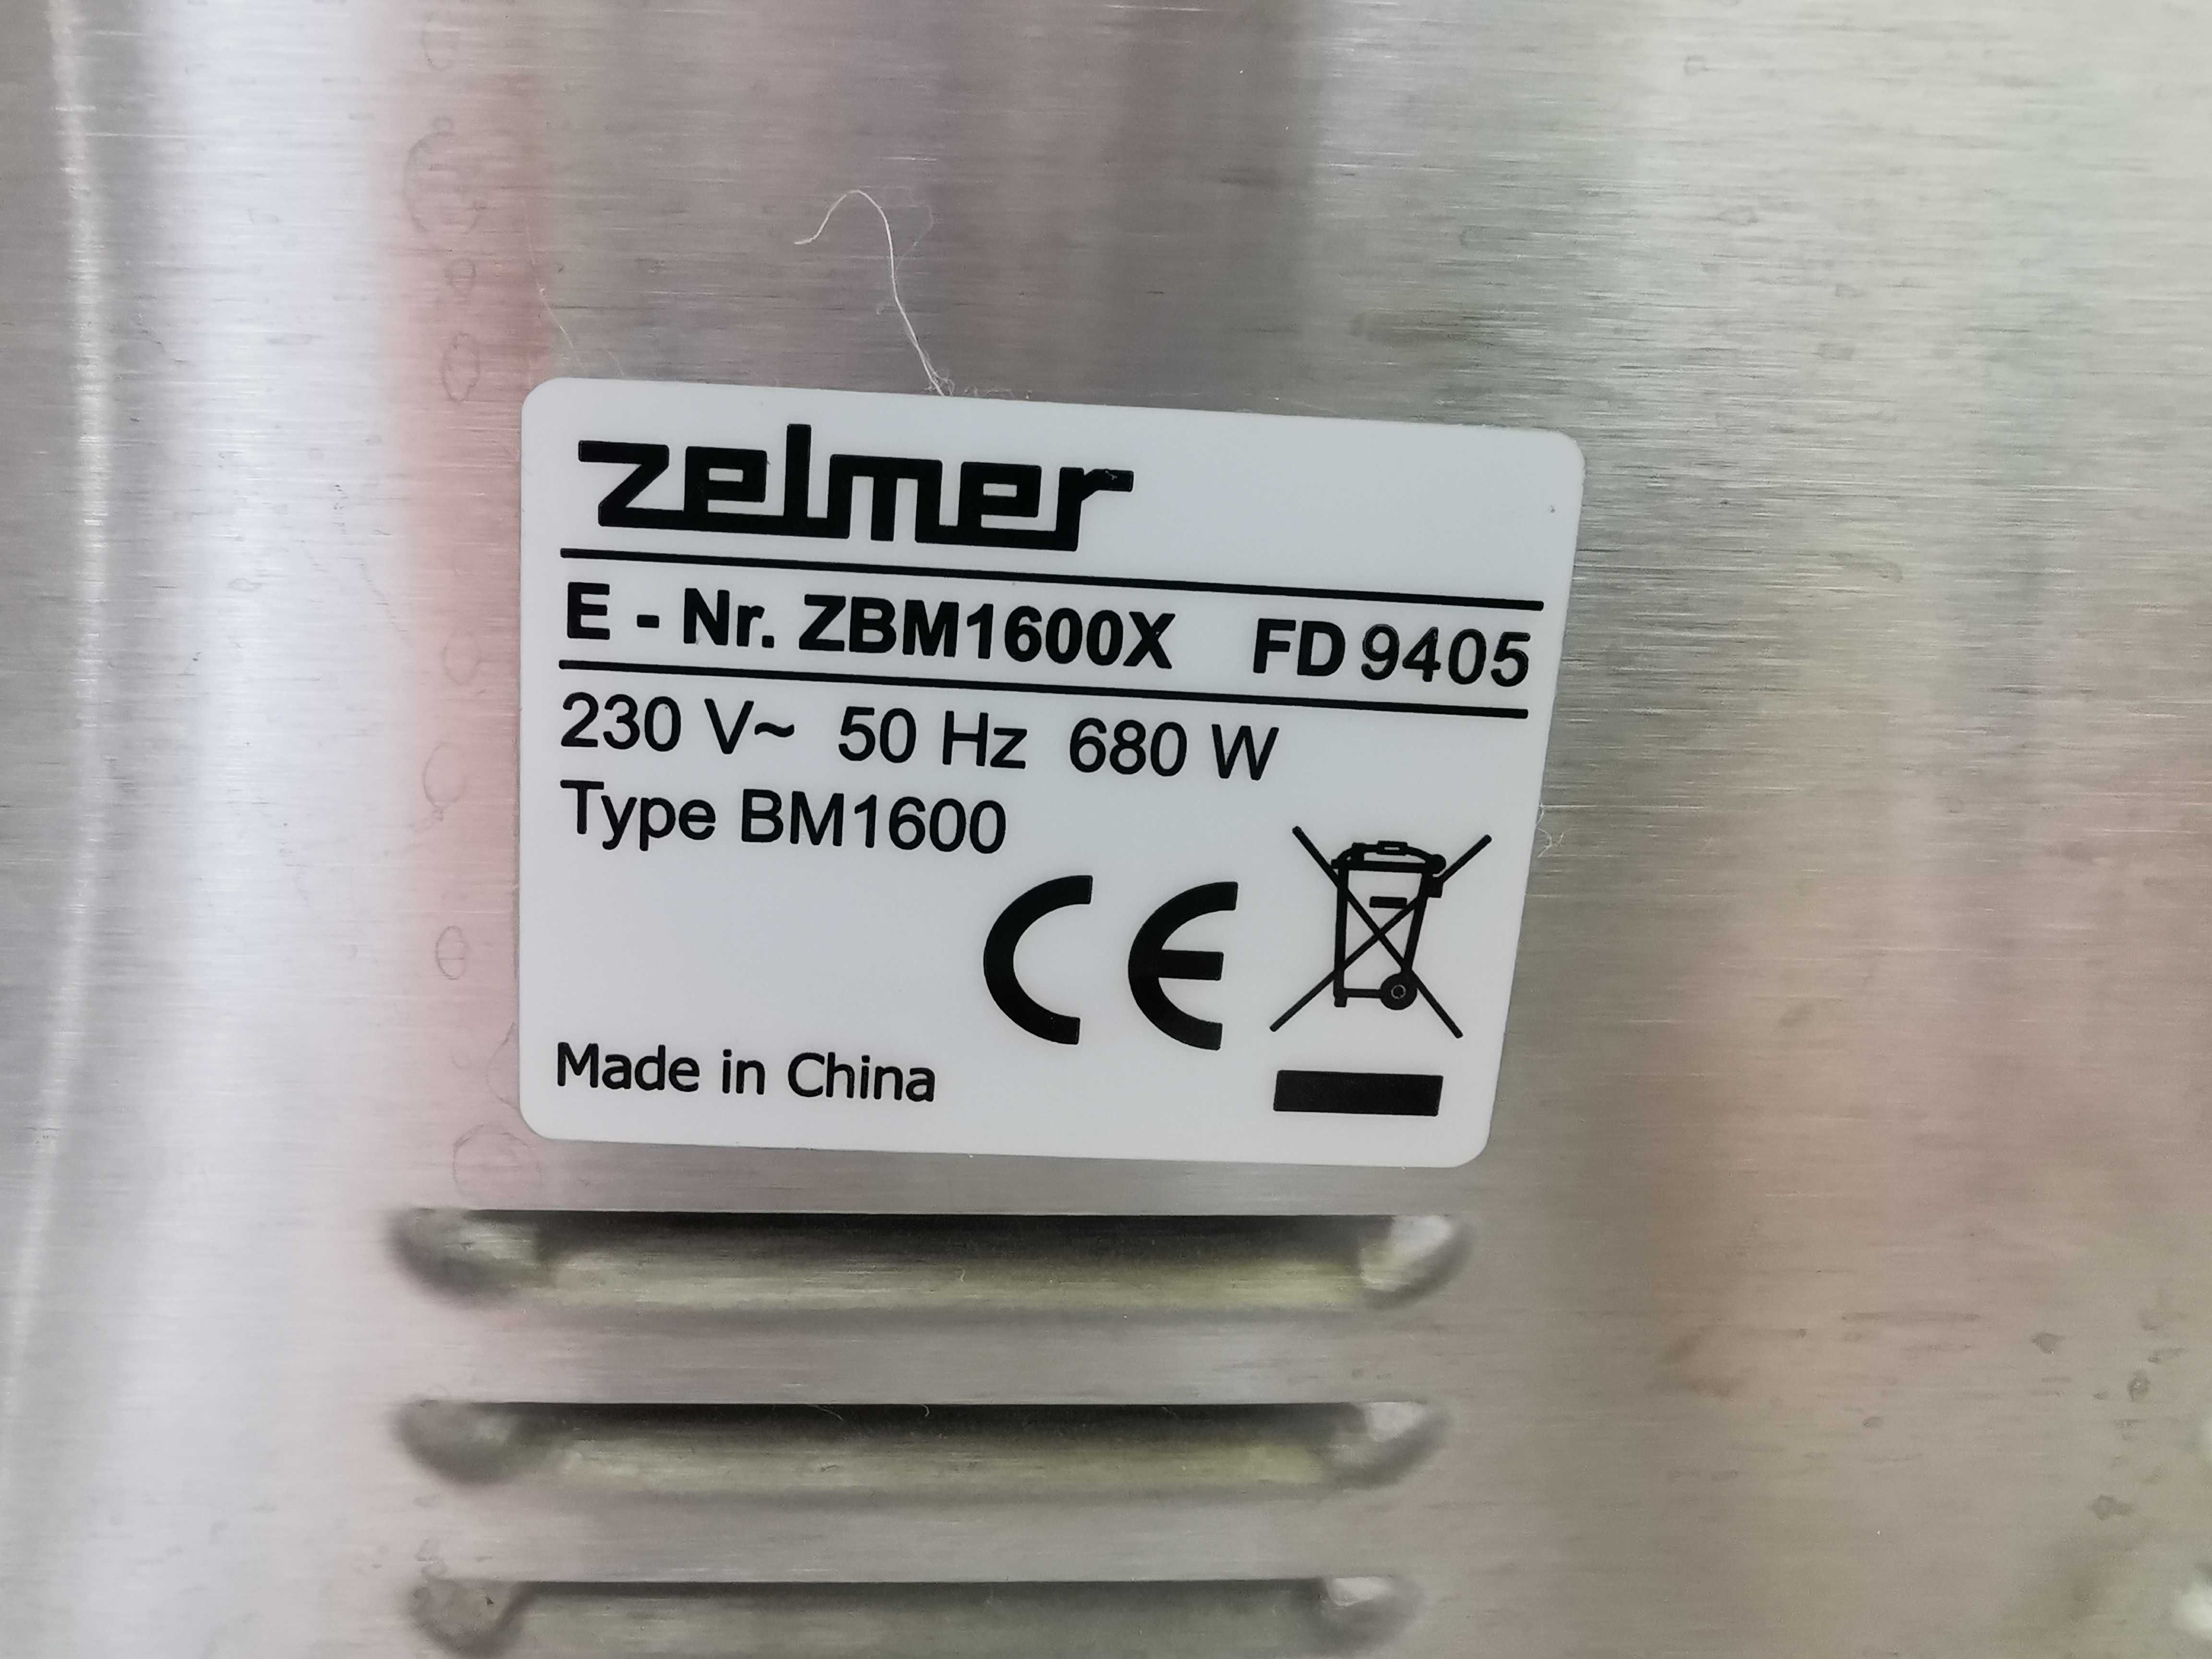 zelmer
E - Nr. ZBM1600X FD 9405
230 V~ 50 Hz 680 W
Type BM1600
CE
Made in China